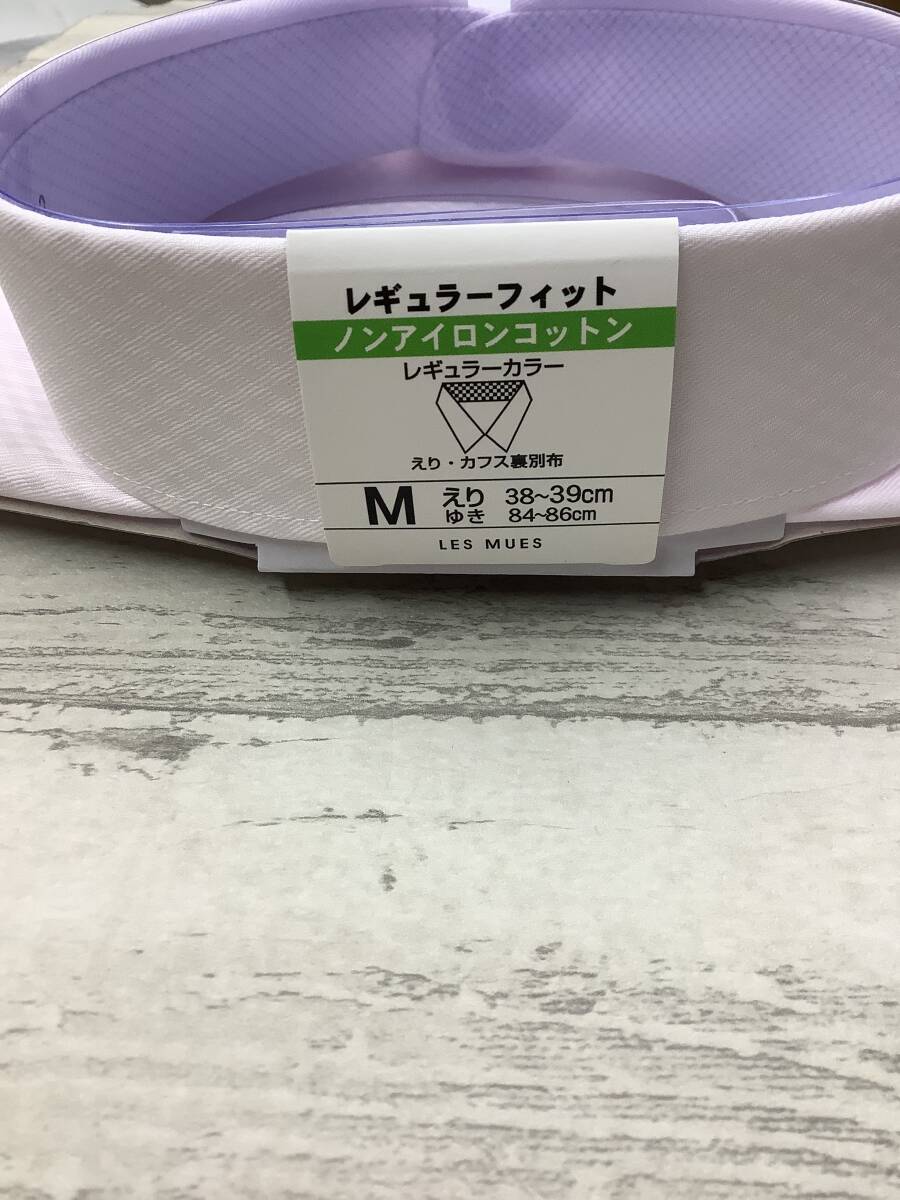 レギュラーフィット
ノンアイロンコットン
レギュラーカラー
えり・カフス裏別布
M えり 38~39cm
ゆき 84~86cm
LES MUES